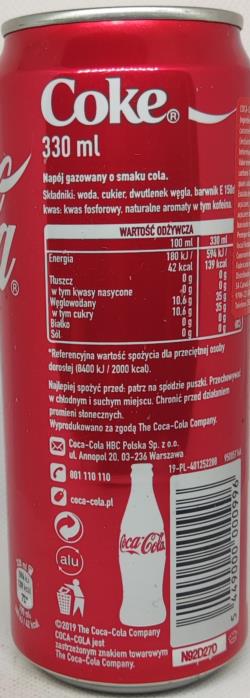 Coke®
330 ml
Napój gazowany o smaku cola.
Składniki: woda, cukier, dwutlenek węgla, barwnik E 150d
kwas: kwas fosforowy, naturalne aromaty w tym kofeina.
WARTOŚĆ ODŻYWCZA
100 ml 330 ml
Energia 180 kJ / 594 kJ /
42 kcal 139 kcal
Tłuszcz 0 g 0 g
w tym kwasy nasycone 0 g 0 g
Węglowodany 10,6 g 35 g
w tym cukry 10,6 g 35 g
Białko 0 g 0 g
Sól 0 g 0 g
*Referencyjna wartość spożycia dla przeciętnej osoby
dorosłej (8400 kJ / 2000 kcal).
Najlepiej spożyć przed: patrz na spodzie puszki. Przechowywać
w chłodnym i suchym miejscu. Chronić przed działaniem
promieni słonecznych.
Wyprodukowano za zgodą The Coca-Cola Company.
Coca-Cola HBC Polska Sp. z o.o.
ul. Annopol 20, 03-236 Warszawa
19-PL-401252280
801 110 110
coca-cola.pl
alu
Coca-Cola
©2019 The Coca-Cola Company
COCA-COLA jest
zastrzeżonym znakiem towarowym
The Coca-Cola Company.
5 449000 000996
N92D270